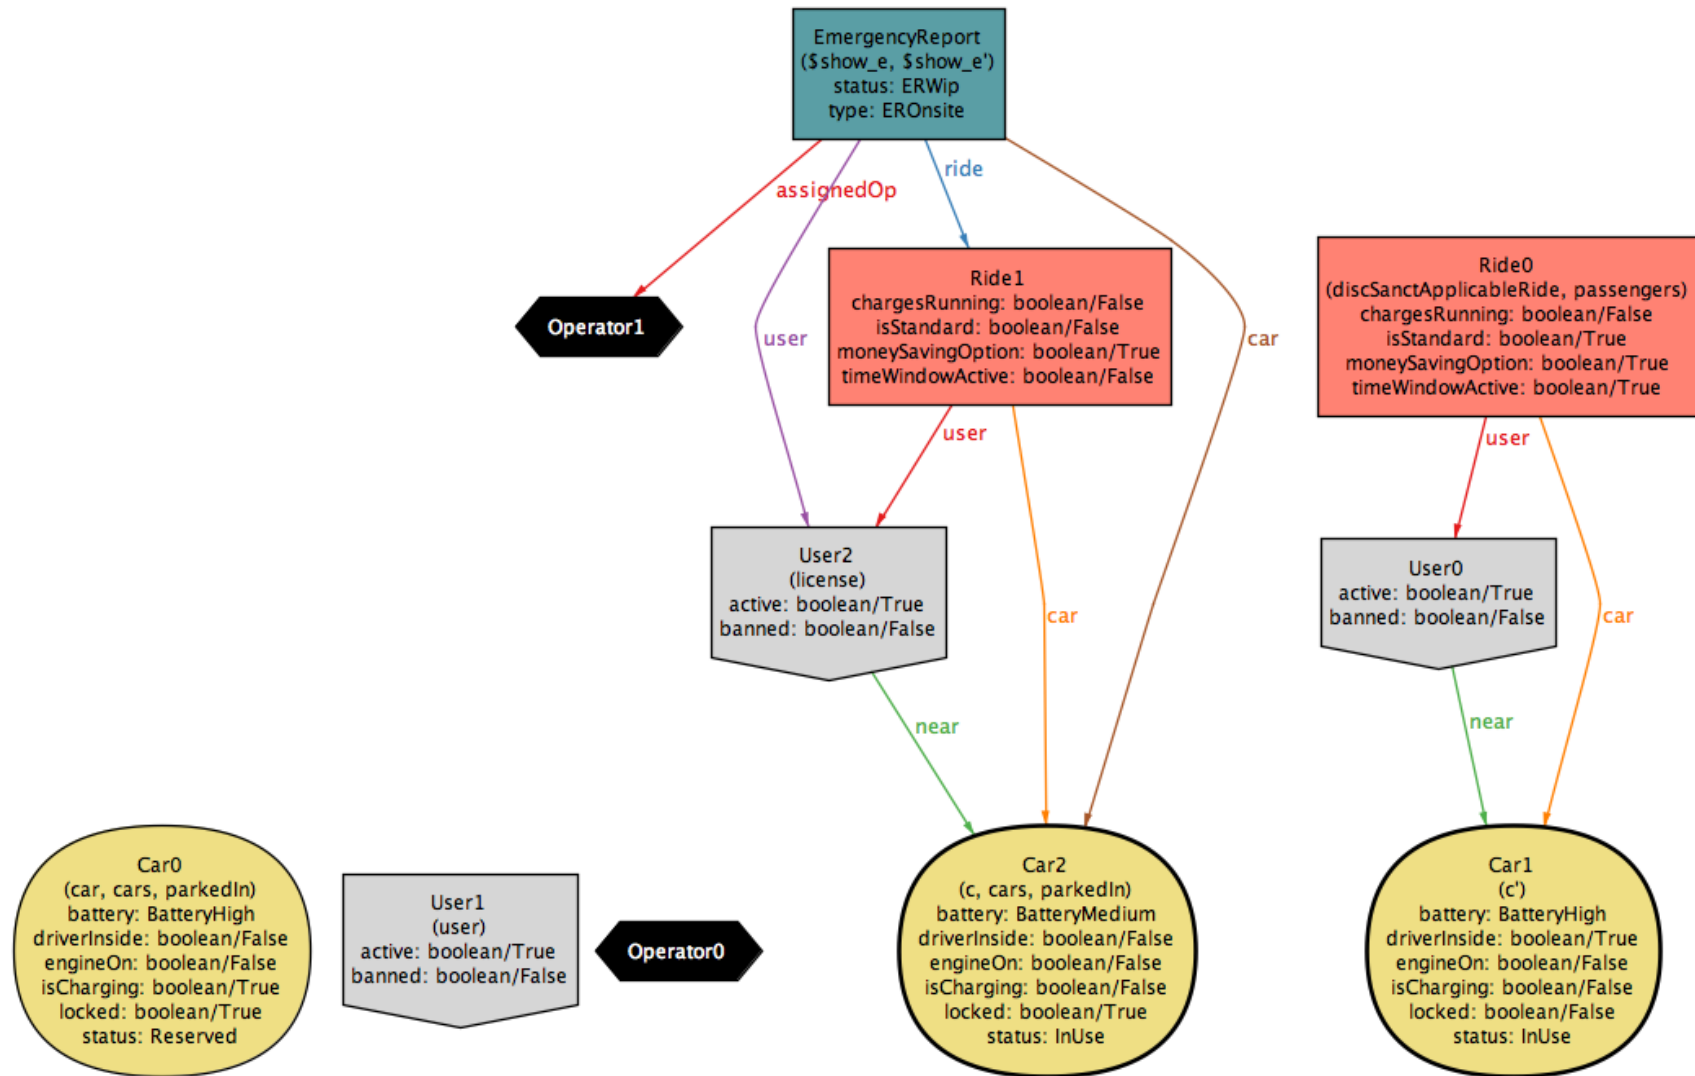 EmergencyReport
($show_e, $show_e')
status: ERWip
type: EROnsite
assignedOp
ride
user
car
Operator1
Ride1
chargesRunning: boolean/False
isStandard: boolean/False
moneySavingOption: boolean/True
timeWindowActive: boolean/False
Ride0
(discSanctApplicableRide, passengers)
chargesRunning: boolean/False
isStandard: boolean/True
moneySavingOption: boolean/True
timeWindowActive: boolean/True
user
car
user
car
User2
(license)
active: boolean/True
banned: boolean/False
User0
active: boolean/True
banned: boolean/False
near
near
Car0
(car, cars, parkedIn)
battery: BatteryHigh
driverInside: boolean/False
engineOn: boolean/False
isCharging: boolean/True
locked: boolean/True
status: Reserved
User1
(user)
active: boolean/True
banned: boolean/False
Operator0
Car2
(c, cars, parkedIn)
battery: BatteryMedium
driverInside: boolean/False
engineOn: boolean/False
isCharging: boolean/False
locked: boolean/True
status: InUse
Car1
(c')
battery: BatteryHigh
driverInside: boolean/True
engineOn: boolean/False
isCharging: boolean/False
locked: boolean/False
status: InUse